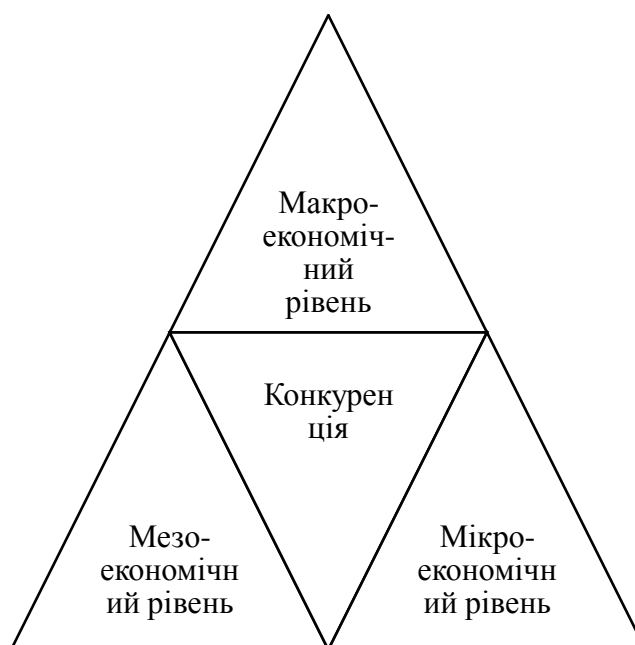 Макро-
економіч-
ний
рівень
Конкурен
ція
Мезо-
економічн
ий рівень
Мікро-
економічн
ий рівень